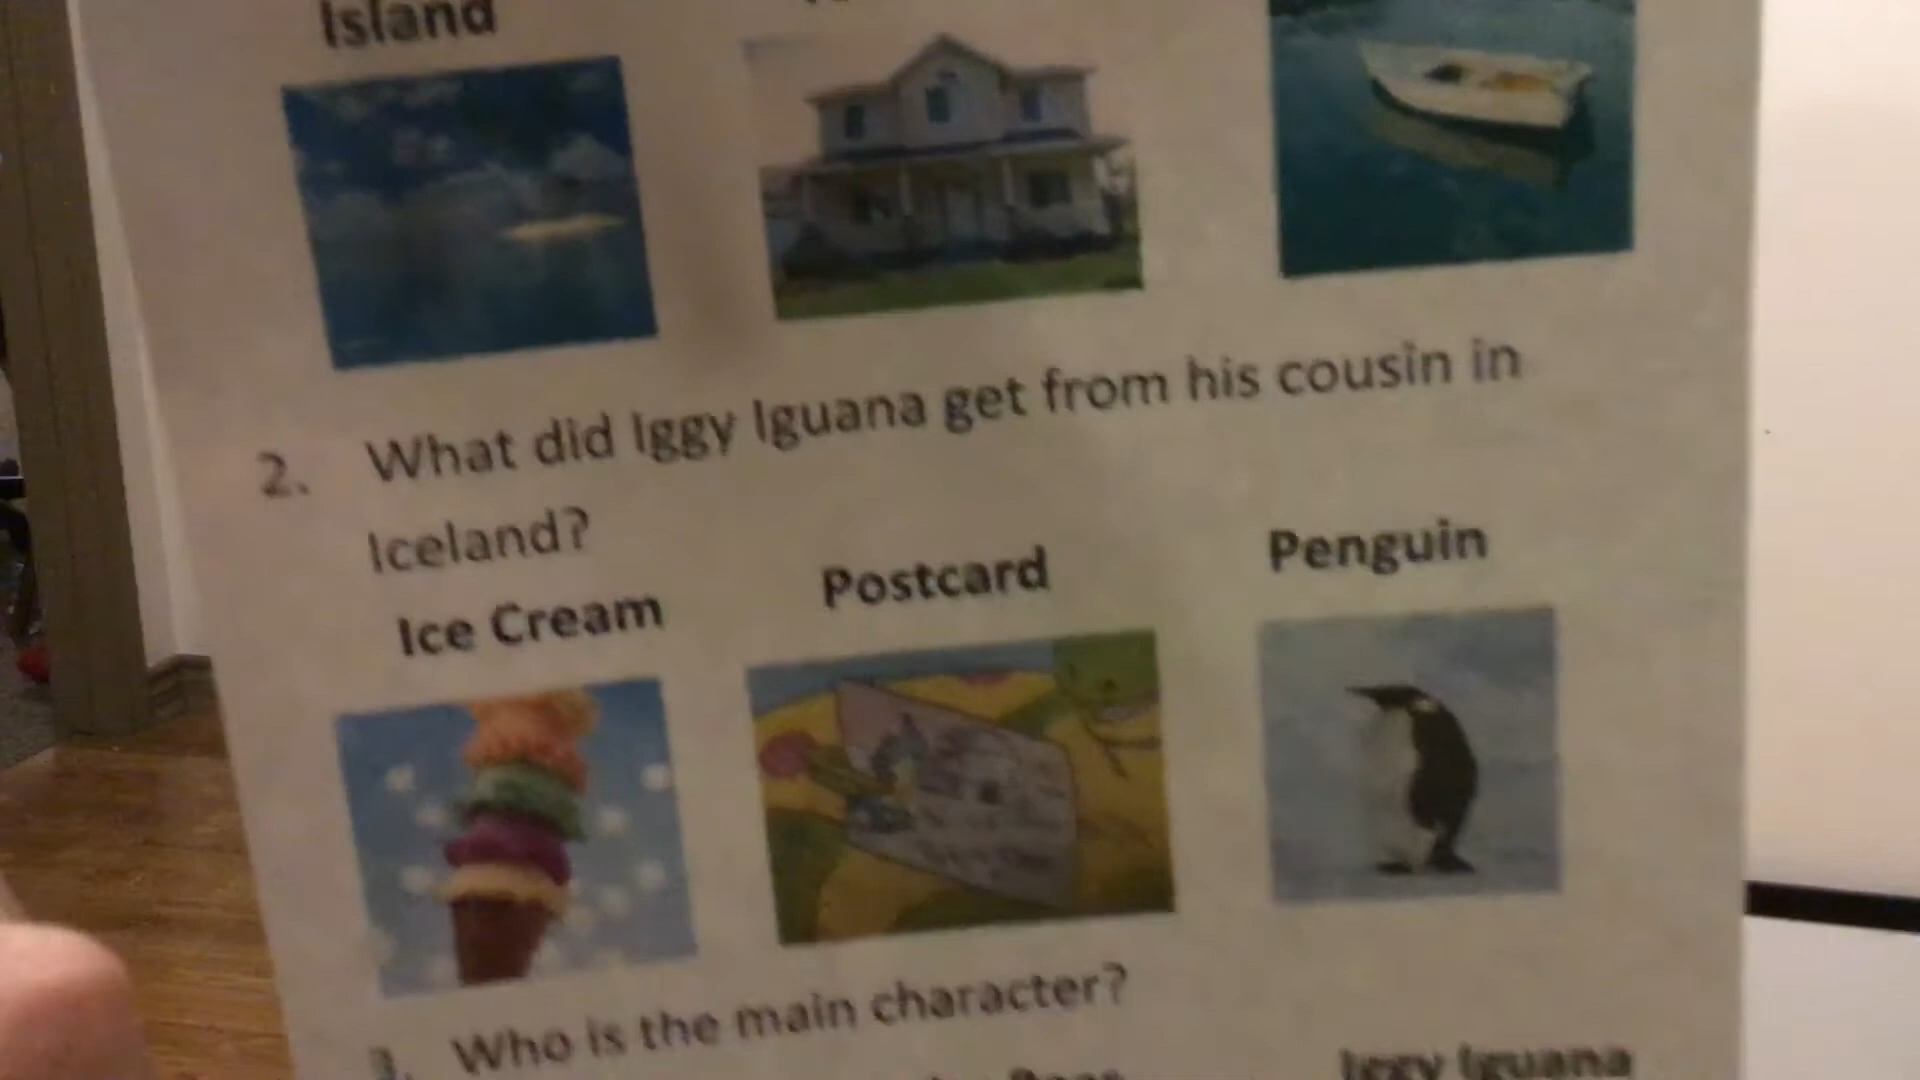 Island
2. What did Iggy Iguana get from his cousin in
Iceland?
Ice Cream
Postcard
Penguin
3. Who is the main character?
Iggy Iguana